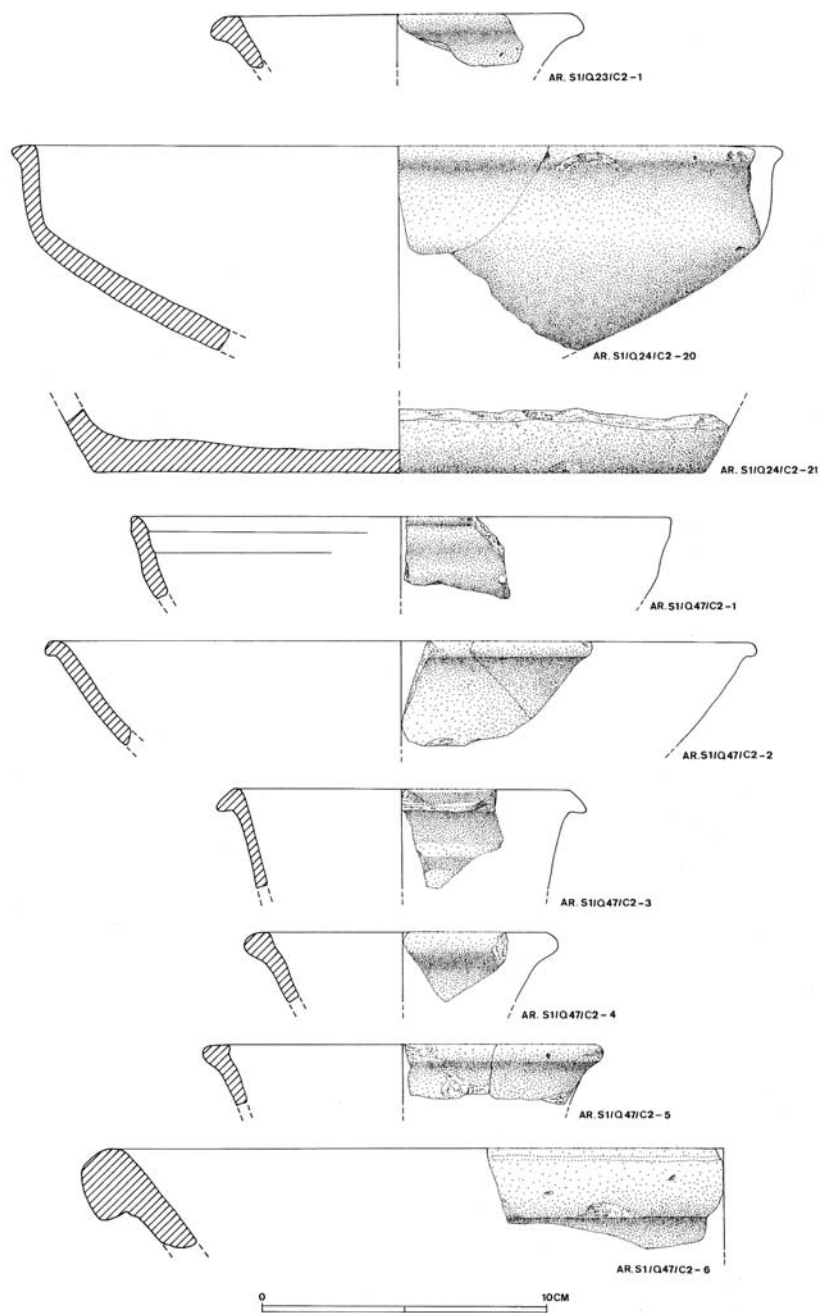 AR. S1/Q23/C2-1
AR. S1/Q24/C2-20
AR. S1/Q24/C2-21
AR. S1/Q47/C2-1
AR. S1/Q47/C2-2
AR. S1/Q47/C2-3
AR. S1/Q47/C2-4
AR. S1/Q47/C2-5
AR. S1/Q47/C2-6
0 10CM